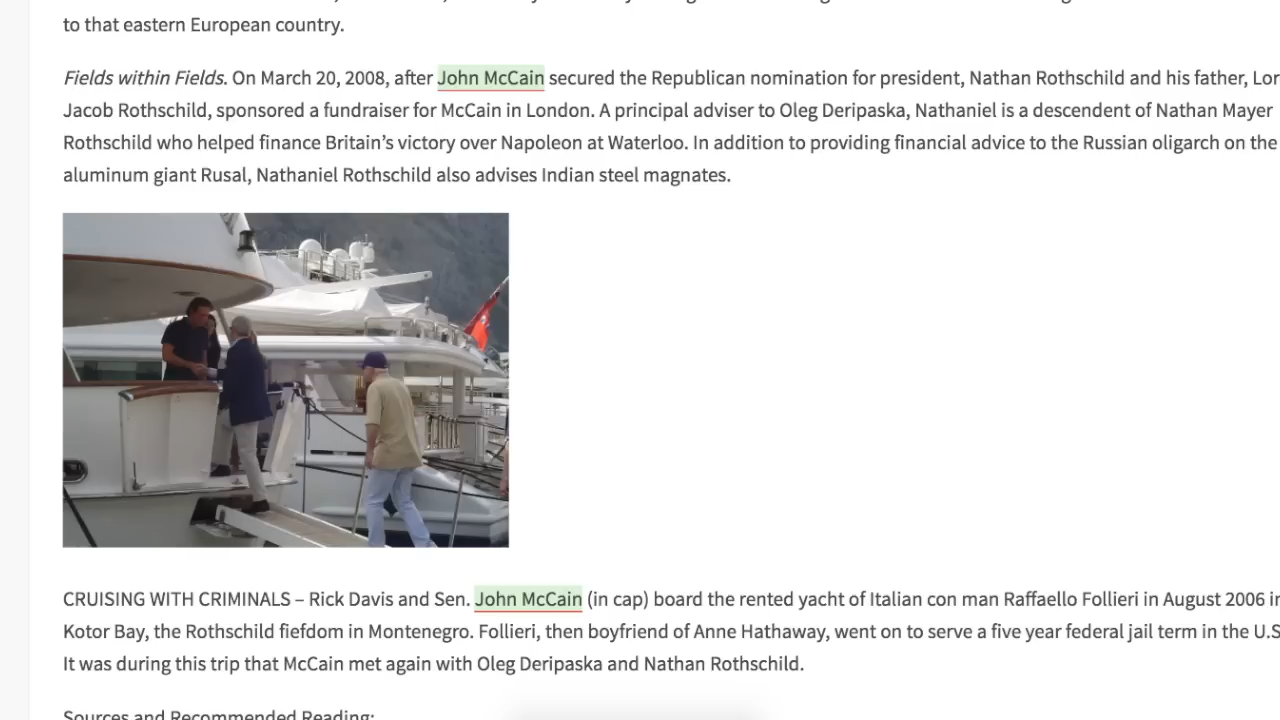 to that eastern European country.
Fields within Fields. On March 20, 2008, after John McCain secured the Republican nomination for president, Nathan Rothschild and his father, Lor
Jacob Rothschild, sponsored a fundraiser for McCain in London. A principal adviser to Oleg Deripaska, Nathaniel is a descendent of Nathan Mayer
Rothschild who helped finance Britain’s victory over Napoleon at Waterloo. In addition to providing financial advice to the Russian oligarch on the
aluminum giant Rusal, Nathaniel Rothschild also advises Indian steel magnates.
CRUISING WITH CRIMINALS – Rick Davis and Sen. John McCain (in cap) board the rented yacht of Italian con man Raffaello Follieri in August 2006 in
Kotor Bay, the Rothschild fiefdom in Montenegro. Follieri, then boyfriend of Anne Hathaway, went on to serve a five year federal jail term in the U.S
It was during this trip that McCain met again with Oleg Deripaska and Nathan Rothschild.
Sources and Recommended Reading: